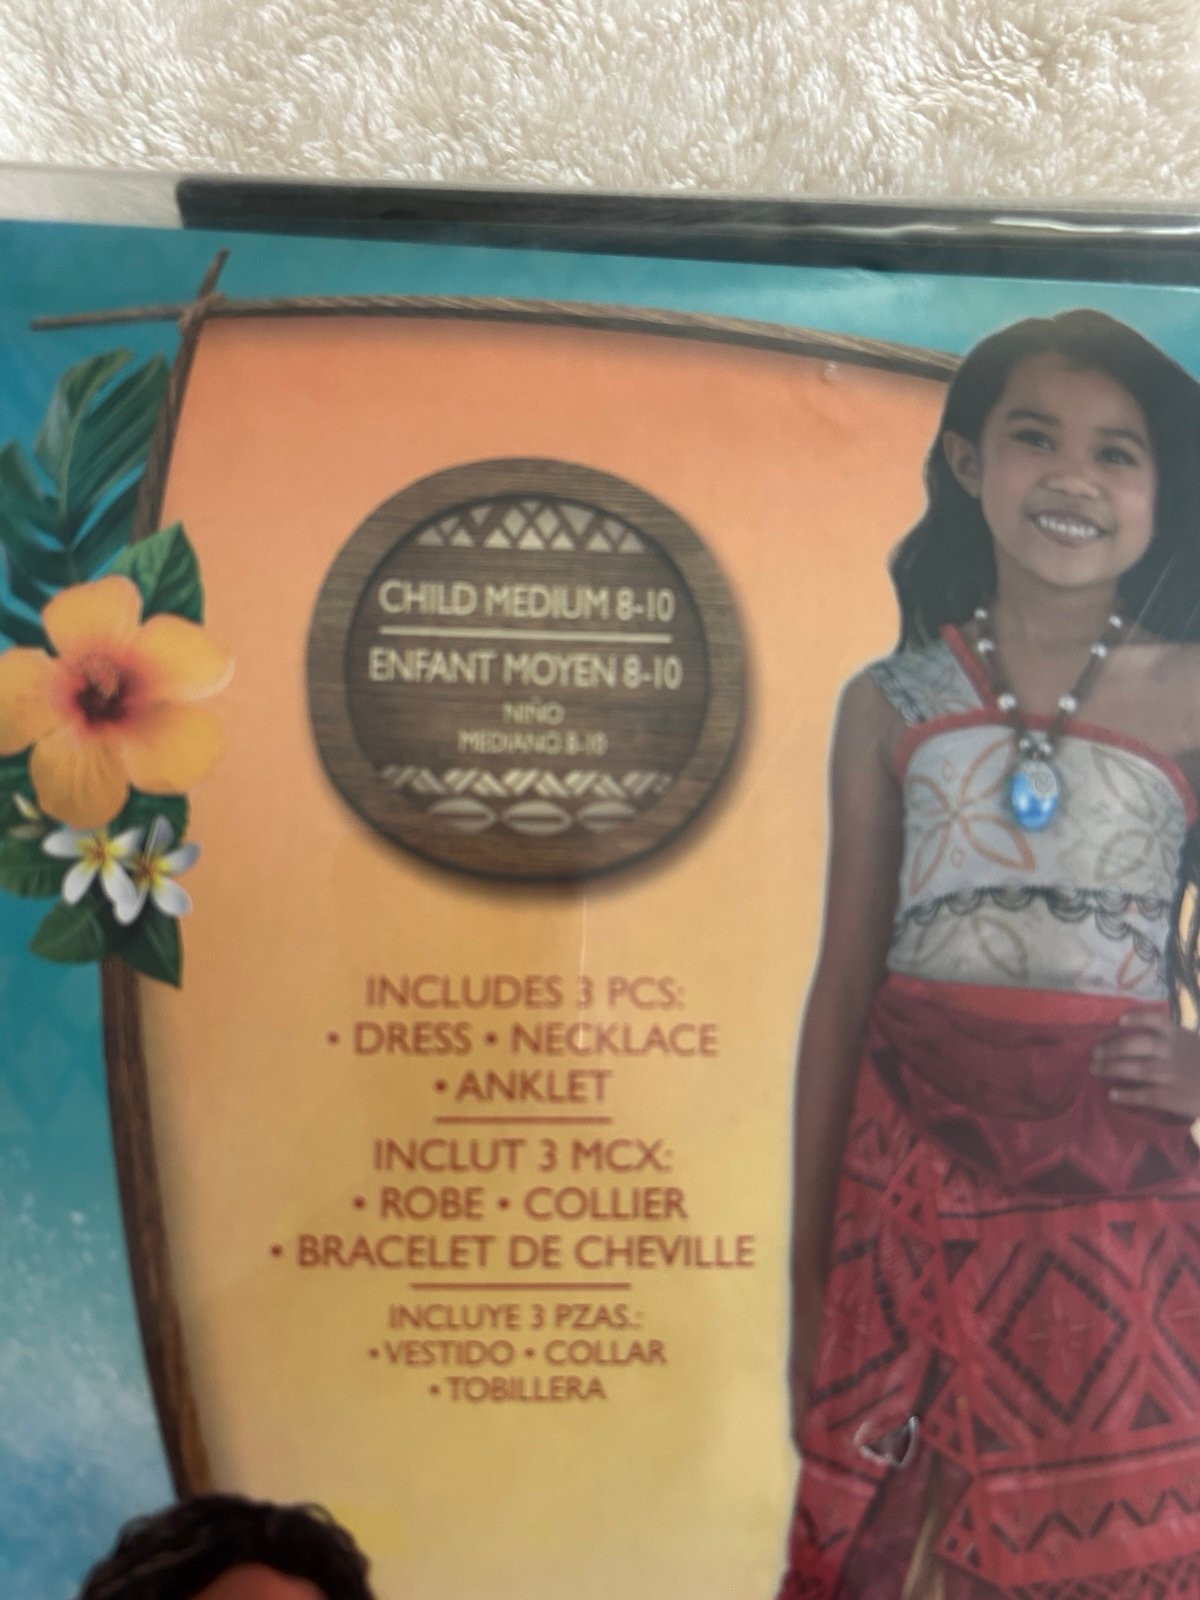 CHILD MEDIUM 8-10
ENFANT MOYEN 8-10
NIÑO
MEDIANO 8-10
INCLUDES 3 PCS:
• DRESS • NECKLACE
• ANKLET
INCLUT 3 MCX:
• ROBE • COLLIER
• BRACELET DE CHEVILLE
INCLUYE 3 PZAS.:
• VESTIDO • COLLAR
• TOBILLERA